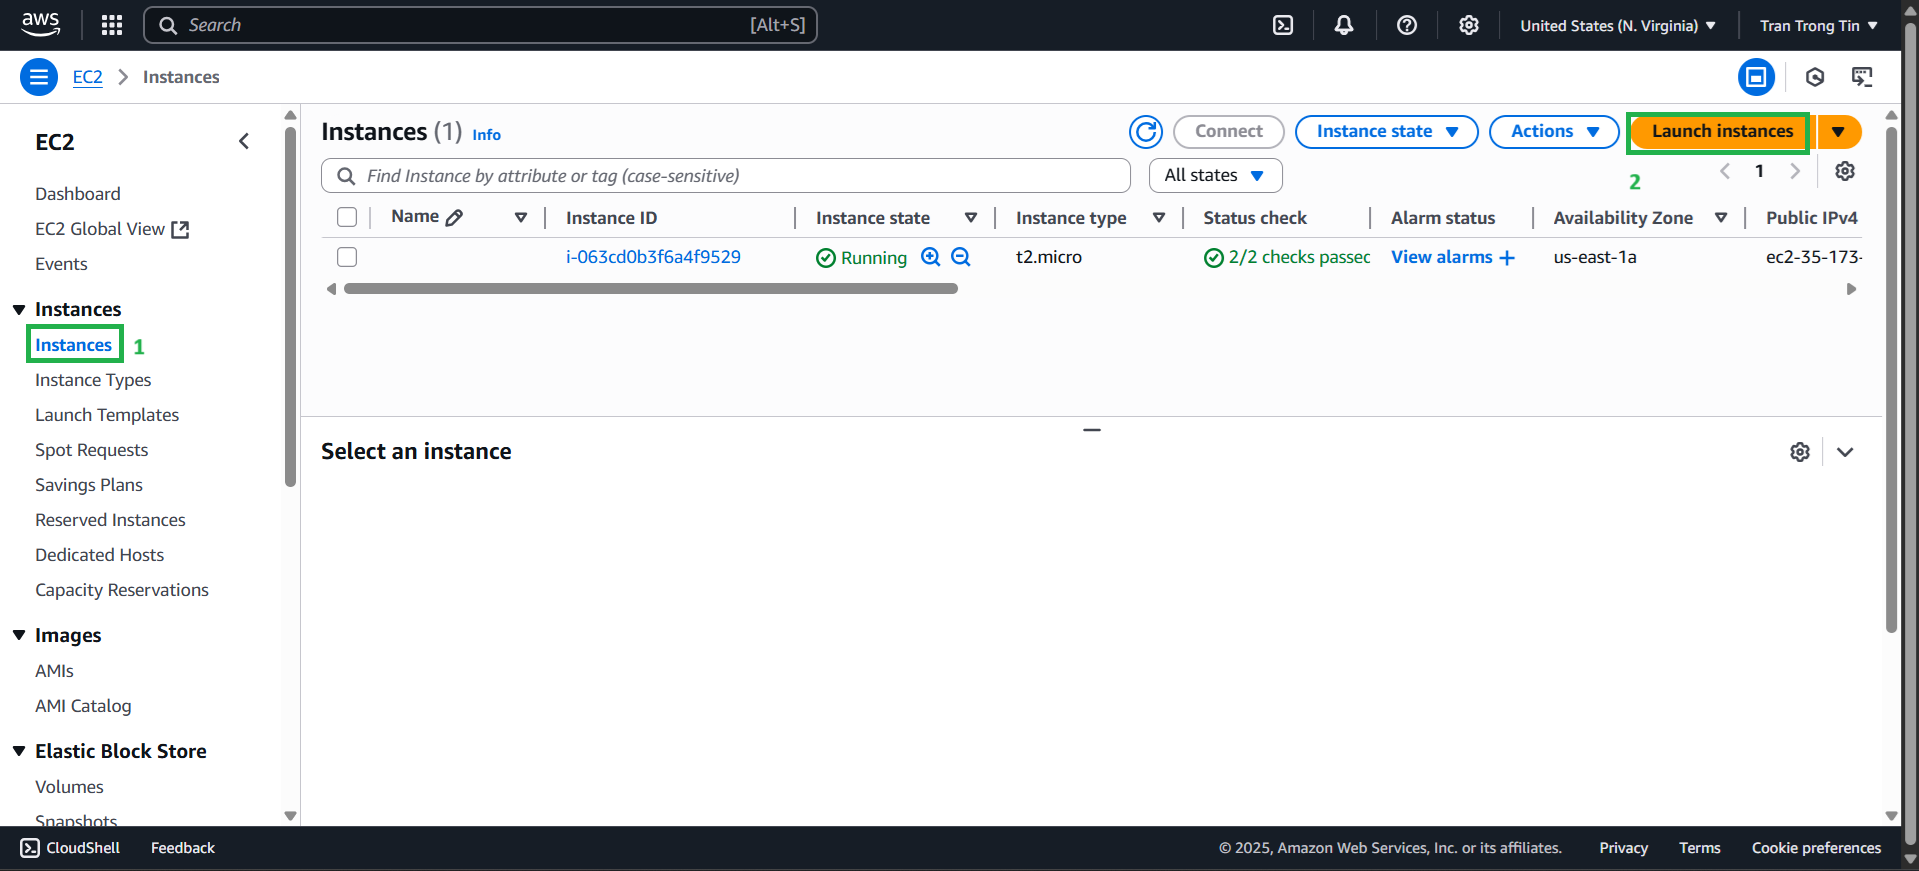 aws Search [Alt+S] United States (N. Virginia) Tran Trong Tin
EC2 Instances
EC2
Dashboard
EC2 Global View
Events
Instances
Instances 1
Instance Types
Launch Templates
Spot Requests
Savings Plans
Reserved Instances
Dedicated Hosts
Capacity Reservations
Images
AMIs
AMI Catalog
Elastic Block Store
Volumes
Snapshots
Instances (1) Info Connect Instance state Actions Launch instances
Find Instance by attribute or tag (case-sensitive) All states 2 1
Name Instance ID Instance state Instance type Status check Alarm status Availability Zone Public IPv4
i-063cd0b3f6a4f9529 Running t2.micro 2/2 checks passed View alarms + us-east-1a ec2-35-173-
Select an instance
CloudShell Feedback © 2025, Amazon Web Services, Inc. or its affiliates. Privacy Terms Cookie preferences